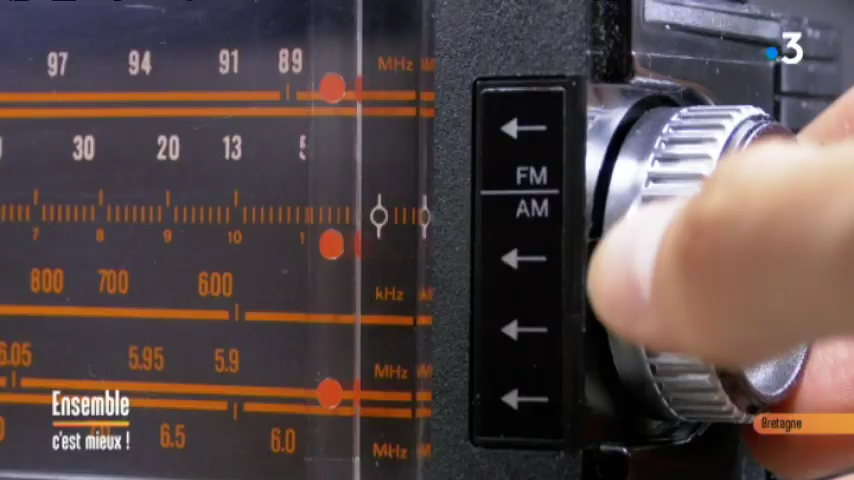 3
97 94 91 89 MHz
FM
30 20 13
AM
7 8 9 10
800 700 600 kHz
6.05 5.95 5.9 MHz
Ensemble
c'est mieux !
6.5 6.0 MHz
Bretagne